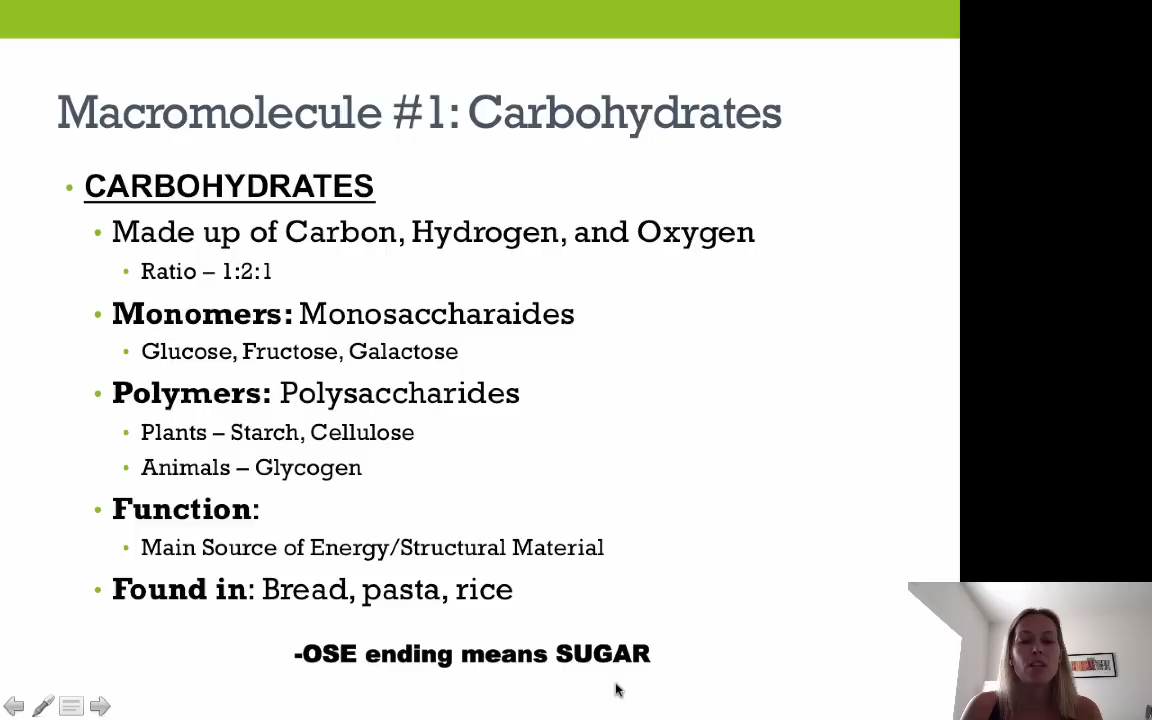 Macromolecule #1: Carbohydrates
• CARBOHYDRATES
• Made up of Carbon, Hydrogen, and Oxygen
• Ratio – 1:2:1
• Monomers: Monosaccharaides
• Glucose, Fructose, Galactose
• Polymers: Polysaccharides
• Plants – Starch, Cellulose
• Animals – Glycogen
• Function:
• Main Source of Energy/Structural Material
• Found in: Bread, pasta, rice
-OSE ending means SUGAR